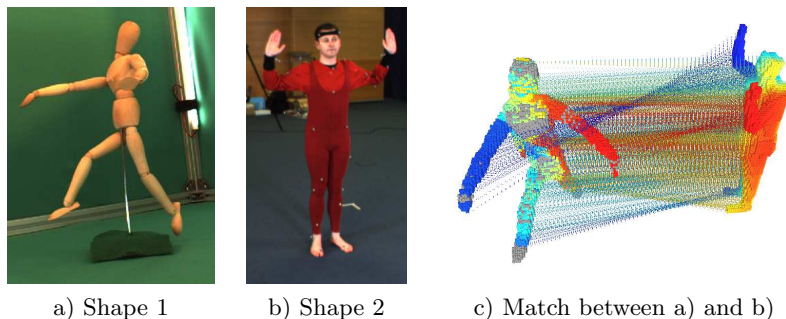 a) Shape 1
b) Shape 2
c) Match between a) and b)